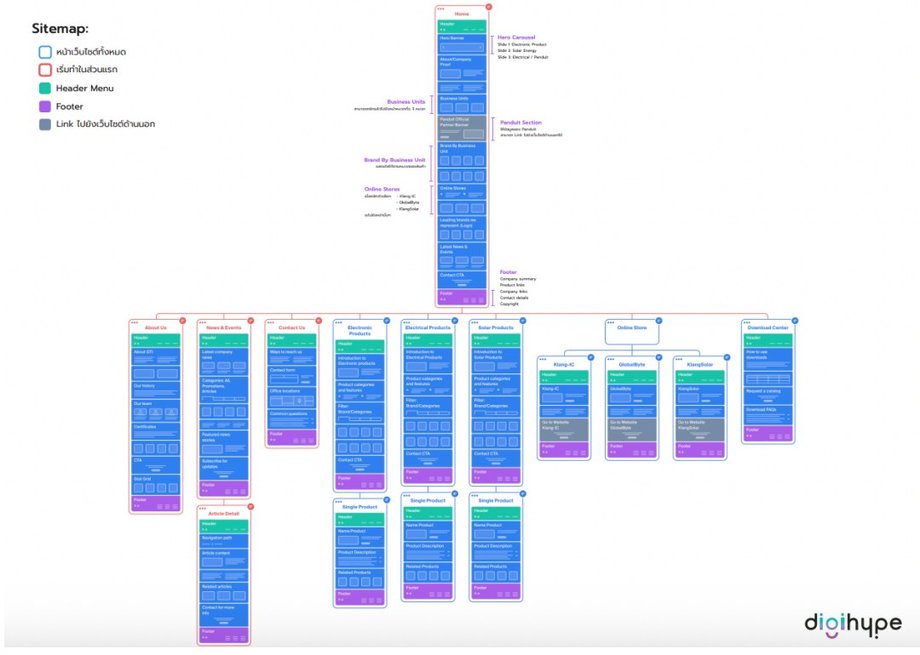 Sitemap:
หน้าเว็บไซต์ทั้งหมด
เริ่มทำในส่วนแรก
Header Menu
Footer
Link ไปยังเว็บไซต์ด้านนอก
Home
Header
Hero Banner
About/Company
Proof
Business Units
Panduit Official
Partner Banner
Brand By Business
Unit
Online Stores
Leading brands we
represent (Logo)
Latest News &
Events
Contact CTA
Footer
Hero Carousel
Slide 1: Electronic Product
Slide 2: Solar Energy
Slide 3: Electrical / Panduit
Business Units
Panduit Section
Brand By Business Unit
Online Stores
- Klang-IC
- GlobalByte
- KlangSolar
Footer
Company summary
Product links
Company links
Contact details
Copyright
About Us
Header
About GTI
Our history
Our team
Certificates
CTA
Stat Grid
Footer
News & Events
Header
Latest company
news
Categories: All,
Promotions,
Articles
Featured news
stories
Subscribe for
updates
Footer
Contact Us
Header
Ways to reach us
Contact form
Office locations
Common questions
Footer
Electronic
Products
Header
Introduction to
Electronic products
Product categories
and features
Filter:
Brand/Categories
Contact CTA
Footer
Electrical Products
Header
Introduction to
Electrical Products
Product categories
and features
Filter:
Brand/Categories
Contact CTA
Footer
Solar Products
Header
Introduction to
Solar Products
Product categories
and features
Filter:
Brand/Categories
Contact CTA
Footer
Online Store
Klang-IC
Header
Klang-IC
Go to Website
Klang-IC
Footer
GlobalByte
Header
GlobalByte
Go to Website
GlobalByte
Footer
KlangSolar
Header
KlangSolar
Go to Website
KlangSolar
Footer
Download Center
Header
How to use
downloads
Request a catalog
Download FAQs
Footer
Article Detail
Header
Navigation path
Article content
Related articles
Contact for more
info
Footer
Single Product
Header
Name Product
Product Description
Related Products
Footer
Single Product
Header
Name Product
Product Description
Related Products
Footer
Single Product
Header
Name Product
Product Description
Related Products
Footer
digihype